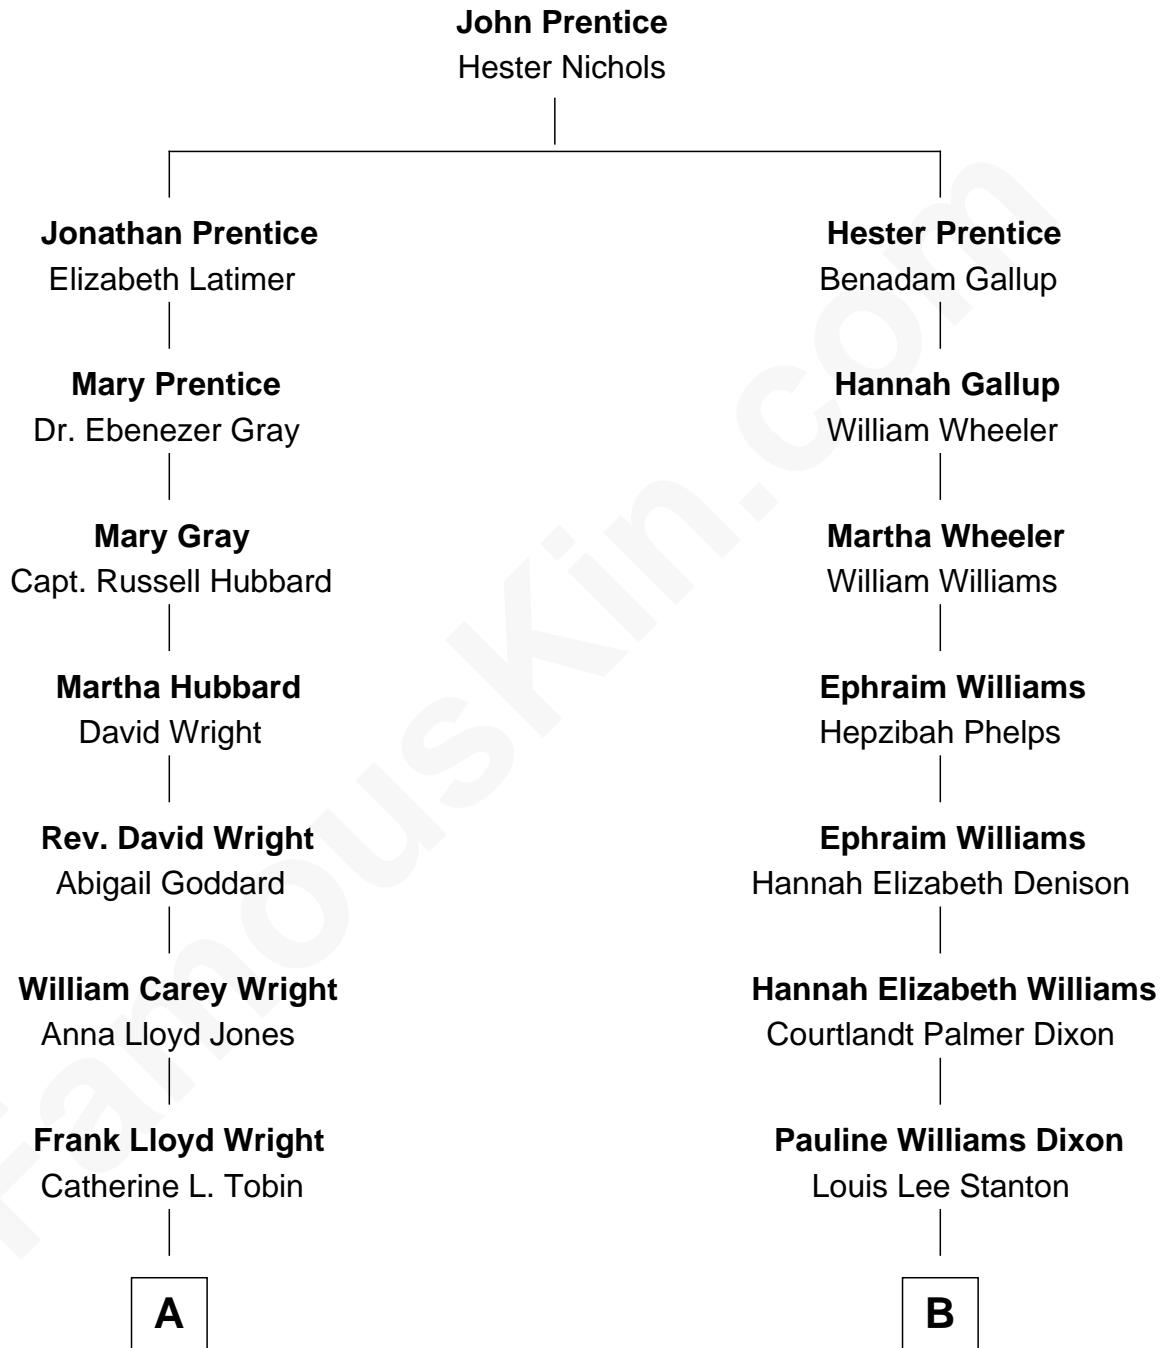 John Prentice
Hester Nichols
Jonathan Prentice
Elizabeth Latimer
Hester Prentice
Benadam Gallup
Mary Prentice
Dr. Ebenezer Gray
Hannah Gallup
William Wheeler
Mary Gray
Capt. Russell Hubbard
Martha Wheeler
William Williams
Martha Hubbard
David Wright
Ephraim Williams
Hepzibah Phelps
Rev. David Wright
Abigail Goddard
Ephraim Williams
Hannah Elizabeth Denison
William Carey Wright
Anna Lloyd Jones
Hannah Elizabeth Williams
Courtlandt Palmer Dixon
Frank Lloyd Wright
Catherine L. Tobin
Pauline Williams Dixon
Louis Lee Stanton
A
B
FamousKin.com